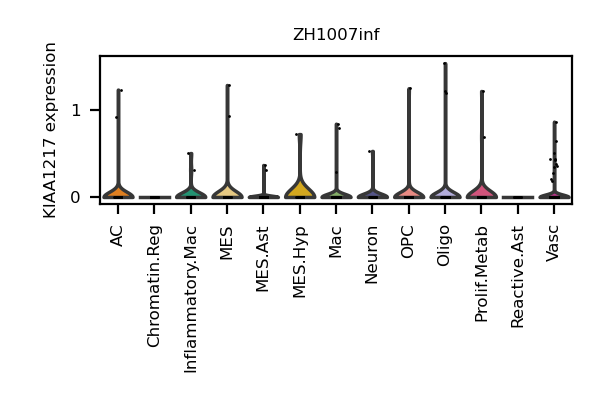 ZH1007inf
KIAA1217 expression
1
0
AC
Chromatin.Reg
Inflammatory.Mac
MES
MES.Ast
MES.Hyp
Mac
Neuron
OPC
Oligo
Prolif.Metab
Reactive.Ast
Vasc